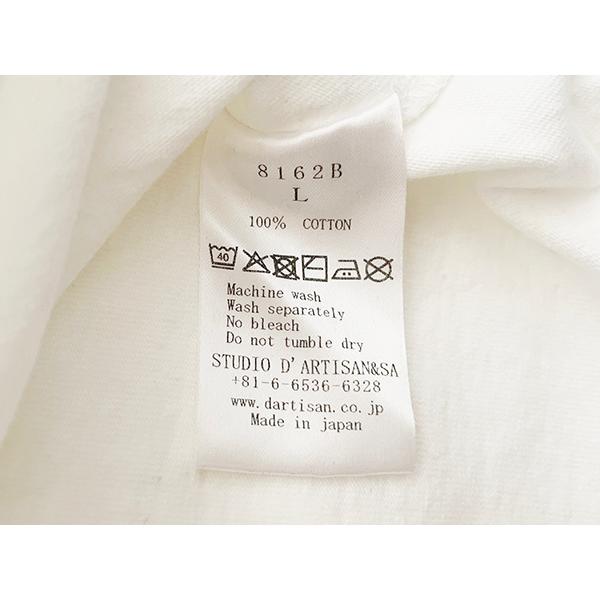 8162B
L
100% COTTON
40
Machine wash
Wash separately
No bleach
Do not tumble dry
STUDIO D'ARTISAN&SA
+81-6-6536-6328
www.dartisan.co.jp
Made in japan